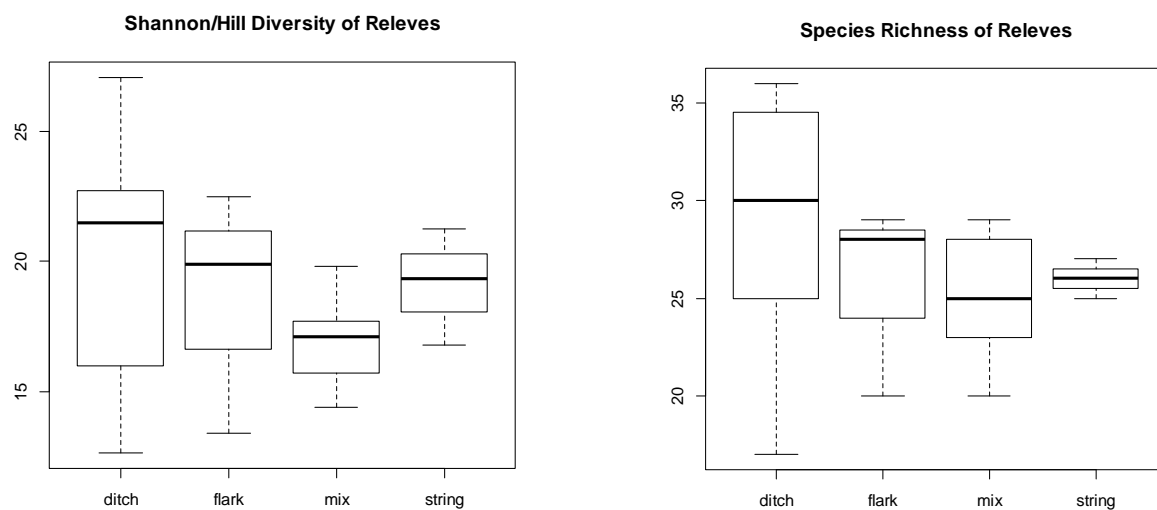 Shannon/Hill Diversity of Releves
25
20
15
ditch flark mix string
Species Richness of Releves
35
30
25
20
ditch flark mix string